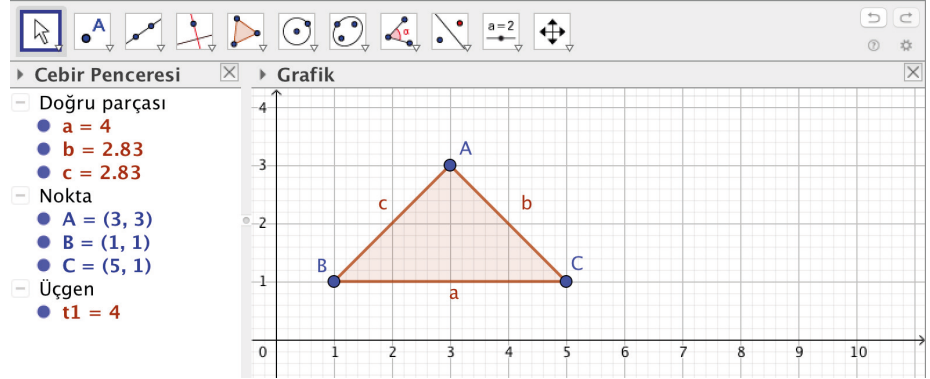 A
α
a=2
Cebir Penceresi
Grafik
Doğru parçası
a = 4
b = 2.83
c = 2.83
Nokta
A = (3, 3)
B = (1, 1)
C = (5, 1)
Üçgen
t1 = 4
4
3
2
1
A
c
b
B
C
a
0 1 2 3 4 5 6 7 8 9 10